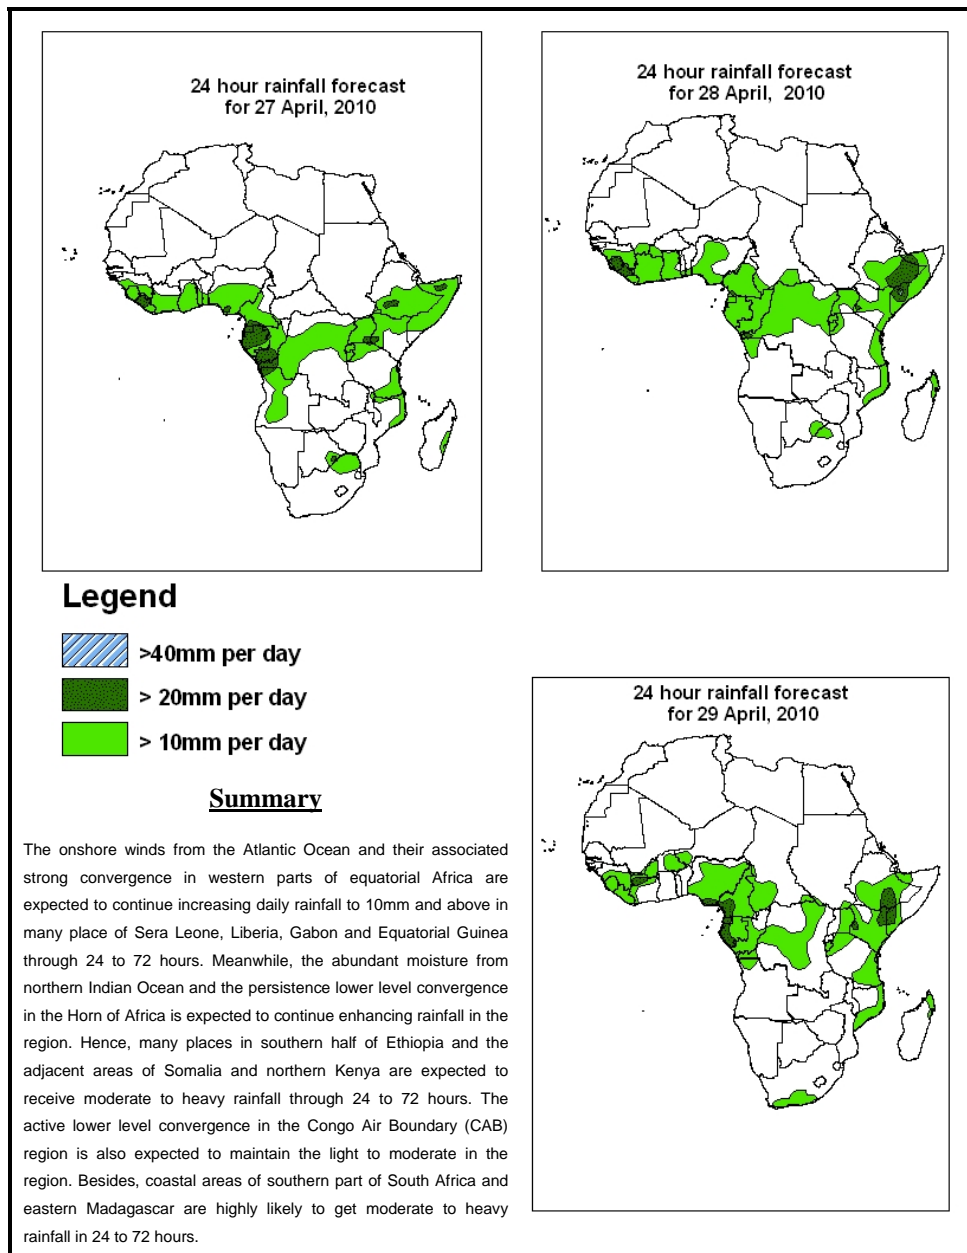 24 hour rainfall forecast
for 27 April, 2010
24 hour rainfall forecast
for 28 April, 2010
Legend
>40mm per day
> 20mm per day
> 10mm per day
24 hour rainfall forecast
for 29 April, 2010
Summary
The onshore winds from the Atlantic Ocean and their associated
strong convergence in western parts of equatorial Africa are
expected to continue increasing daily rainfall to 10mm and above in
many place of Sera Leone, Liberia, Gabon and Equatorial Guinea
through 24 to 72 hours. Meanwhile, the abundant moisture from
northern Indian Ocean and the persistence lower level convergence
in the Horn of Africa is expected to continue enhancing rainfall in the
region. Hence, many places in southern half of Ethiopia and the
adjacent areas of Somalia and northern Kenya are expected to
receive moderate to heavy rainfall through 24 to 72 hours. The
active lower level convergence in the Congo Air Boundary (CAB)
region is also expected to maintain the light to moderate in the
region. Besides, coastal areas of southern part of South Africa and
eastern Madagascar are highly likely to get moderate to heavy
rainfall in 24 to 72 hours.